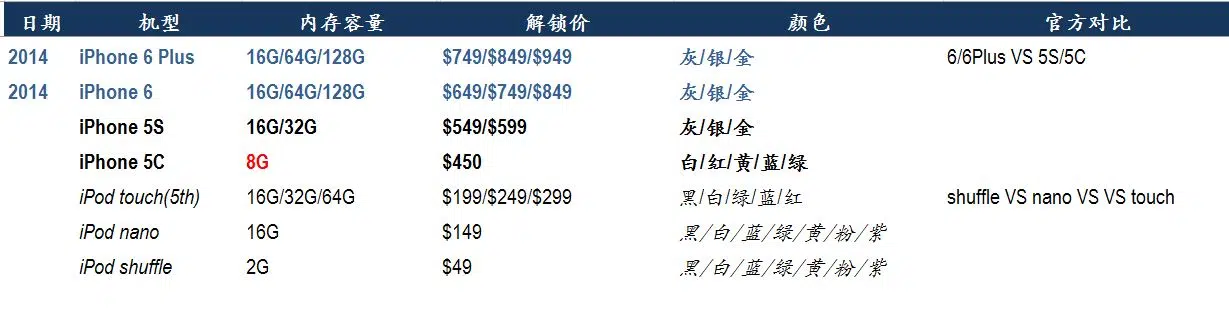 日期 机型 内存容量 解锁价 颜色 官方对比
2014 iPhone 6 Plus 16G/64G/128G $749/$849/$949 灰/银/金 6/6Plus VS 5S/5C
2014 iPhone 6 16G/64G/128G $649/$749/$849 灰/银/金
iPhone 5S 16G/32G $549/$599 灰/银/金
iPhone 5C 8G $450 白/红/黄/蓝/绿
iPod touch(5th) 16G/32G/64G $199/$249/$299 黑/白/绿/蓝/红 shuffle VS nano VS VS touch
iPod nano 16G $149 黑/白/蓝/绿/黄/粉/紫
iPod shuffle 2G $49 黑/白/蓝/绿/黄/粉/紫